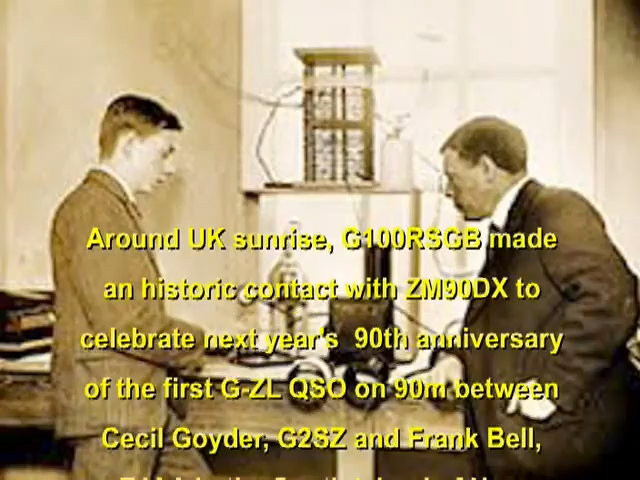 Around UK sunrise, G100RSGB made
an historic contact with ZM90DX to
celebrate next year's 90th anniversary
of the first G-ZL QSO on 90m between
Cecil Goyder, G2SZ and Frank Bell,